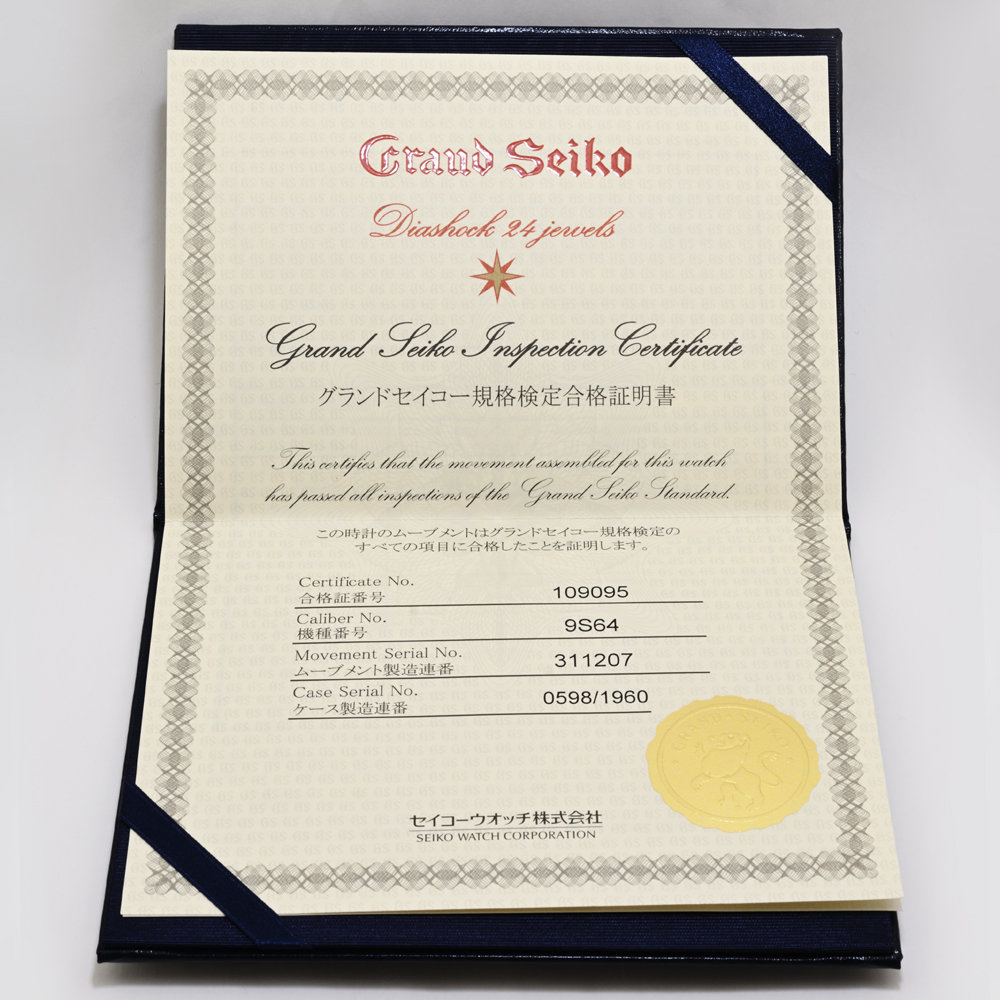 Grand Seiko
Diashock 24 jewels
Grand Seiko Inspection Certificate
グランドセイコー規格検定合格証明書
This certifies that the movement assembled for this watch
has passed all inspections of the Grand Seiko Standard.
この時計のムーブメントはグランドセイコー規格検定の
すべての項目に合格したことを証明します。
Certificate No.
合格証番号
109095
Caliber No.
機種番号
9S64
Movement Serial No.
ムーブメント製造連番
311207
Case Serial No.
ケース製造連番
0598/1960
GRAND SEIKO
セイコーウオッチ株式会社
SEIKO WATCH CORPORATION